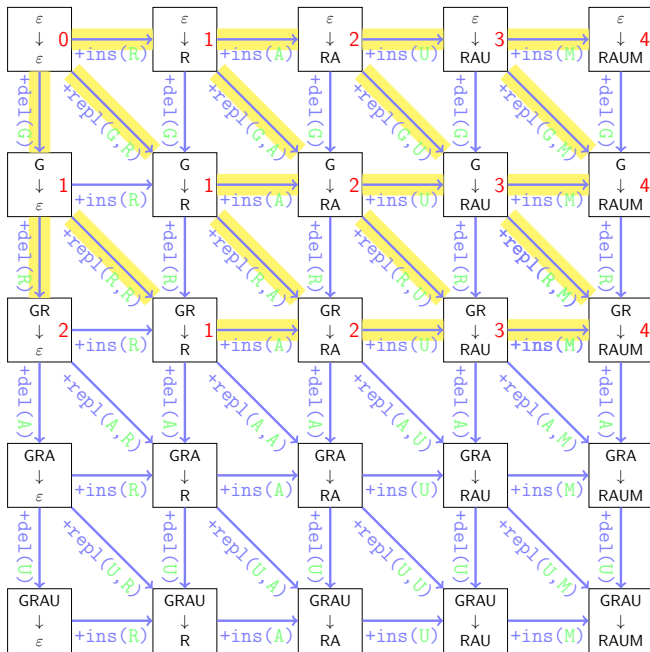 ε ε ε ε ε
↓ 0 ↓ 1 ↓ 2 ↓ 3 ↓ 4
ε +ins(R) R +ins(A) RA +ins(U) RAU +ins(M) RAUM
+del(G) +repl(G,R) +del(G) +repl(G,A) +del(G) +repl(G,U) +del(G) +repl(G,M) +del(G)
G G G G G
↓ 1 ↓ 1 ↓ 2 ↓ 3 ↓ 4
ε +ins(R) R +ins(A) RA +ins(U) RAU +ins(M) RAUM
+del(R) +repl(R,R) +del(R) +repl(R,A) +del(R) +repl(R,U) +del(R) +repl(R,M) +del(R)
GR GR GR GR GR
↓ 2 ↓ 1 ↓ 2 ↓ 3 ↓ 4
ε +ins(R) R +ins(A) RA +ins(U) RAU +ins(M) RAUM
+del(A) +repl(A,R) +del(A) +repl(A,A) +del(A) +repl(A,U) +del(A) +repl(A,M) +del(A)
GRA GRA GRA GRA GRA
↓ ↓ ↓ ↓ ↓
ε +ins(R) R +ins(A) RA +ins(U) RAU +ins(M) RAUM
+del(U) +repl(U,R) +del(U) +repl(U,A) +del(U) +repl(U,U) +del(U) +repl(U,M) +del(U)
GRAU GRAU GRAU GRAU GRAU
↓ ↓ ↓ ↓ ↓
ε +ins(R) R +ins(A) RA +ins(U) RAU +ins(M) RAUM